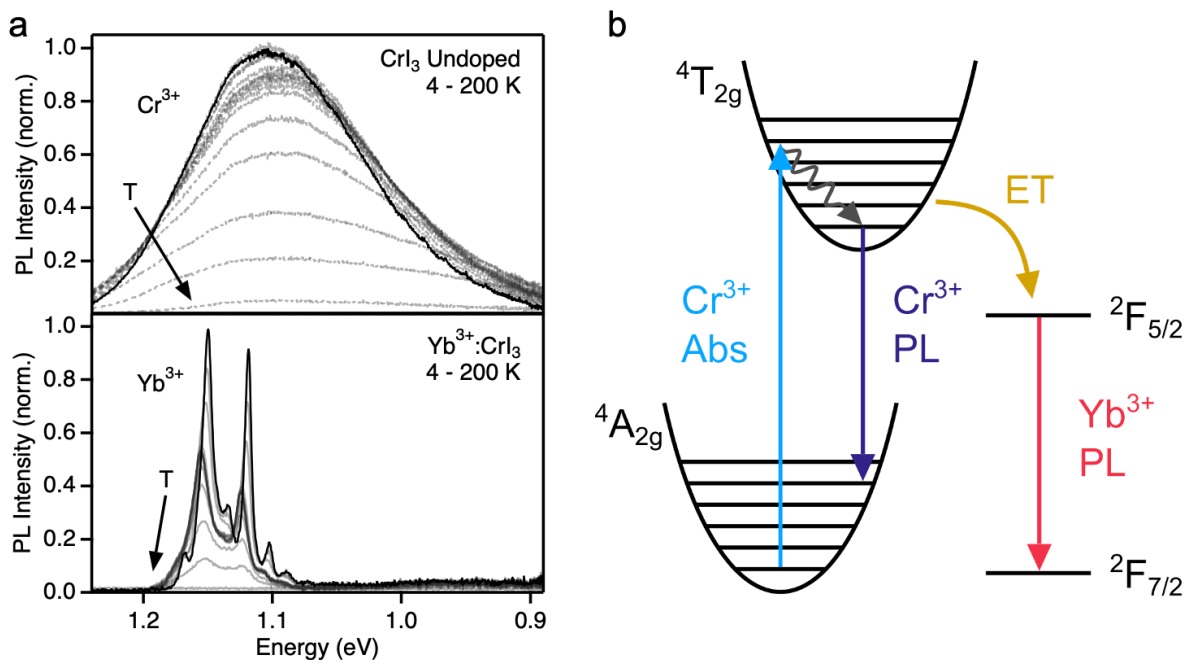 a
PL Intensity (norm.)
1.0
0.8
0.6
0.4
0.2
CrI₃ Undoped
4 - 200 K
Cr³⁺
T
PL Intensity (norm.)
1.0
0.8
0.6
0.4
0.2
0.0
Yb³⁺:CrI₃
4 - 200 K
Yb³⁺
T
1.2
1.1
1.0
0.9
Energy (eV)
b
⁴T₂g
ET
Cr³⁺
Abs
Cr³⁺
PL
²F₅/₂
⁴A₂g
Yb³⁺
PL
²F₇/₂